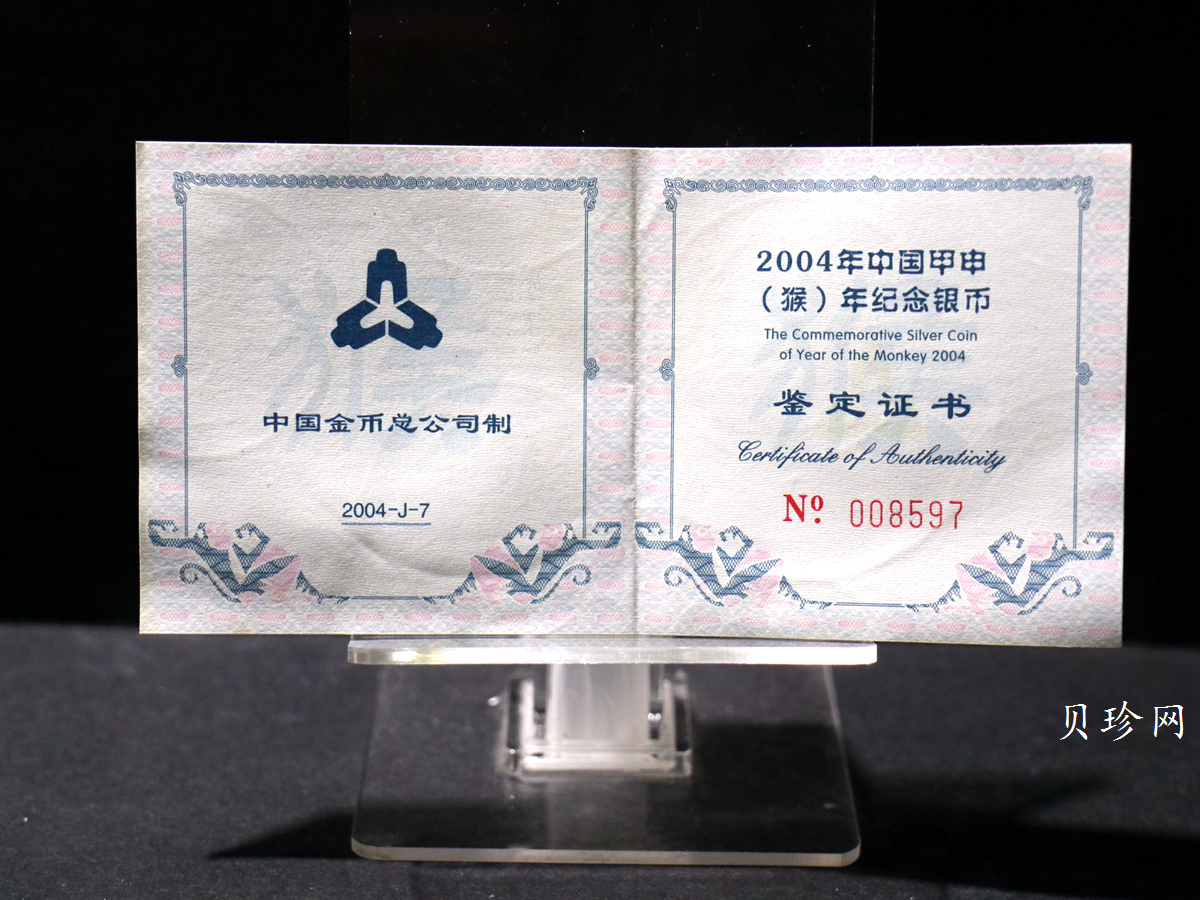 中国金币总公司制
2004-J-7
2004年中国甲申
（猴）年纪念银币
The Commemorative Silver Coin
of Year of the Monkey 2004
鉴定证书
Certificate of Authenticity
Nº. 008597
贝珍网